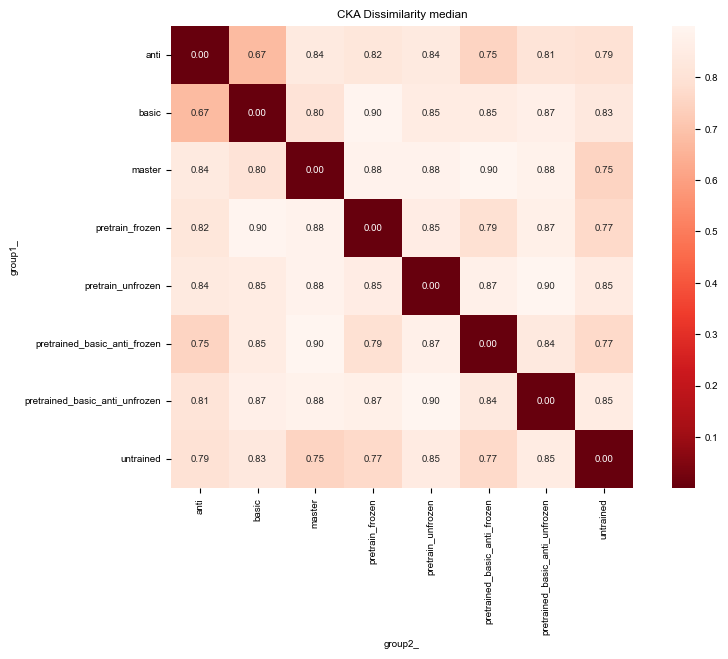 CKA Dissimilarity median
anti 0.00 0.67 0.84 0.82 0.84 0.75 0.81 0.79
basic 0.67 0.00 0.80 0.90 0.85 0.85 0.87 0.83
master 0.84 0.80 0.00 0.88 0.88 0.90 0.88 0.75
pretrain_frozen 0.82 0.90 0.88 0.00 0.85 0.79 0.87 0.77
pretrain_unfrozen 0.84 0.85 0.88 0.85 0.00 0.87 0.90 0.85
pretrained_basic_anti_frozen 0.75 0.85 0.90 0.79 0.87 0.00 0.84 0.77
pretrained_basic_anti_unfrozen 0.81 0.87 0.88 0.87 0.90 0.84 0.00 0.85
untrained 0.79 0.83 0.75 0.77 0.85 0.77 0.85 0.00
group1_
anti
basic
master
pretrain_frozen
pretrain_unfrozen
pretrained_basic_anti_frozen
pretrained_basic_anti_unfrozen
untrained
group2_
0.8
0.7
0.6
0.5
0.4
0.3
0.2
0.1